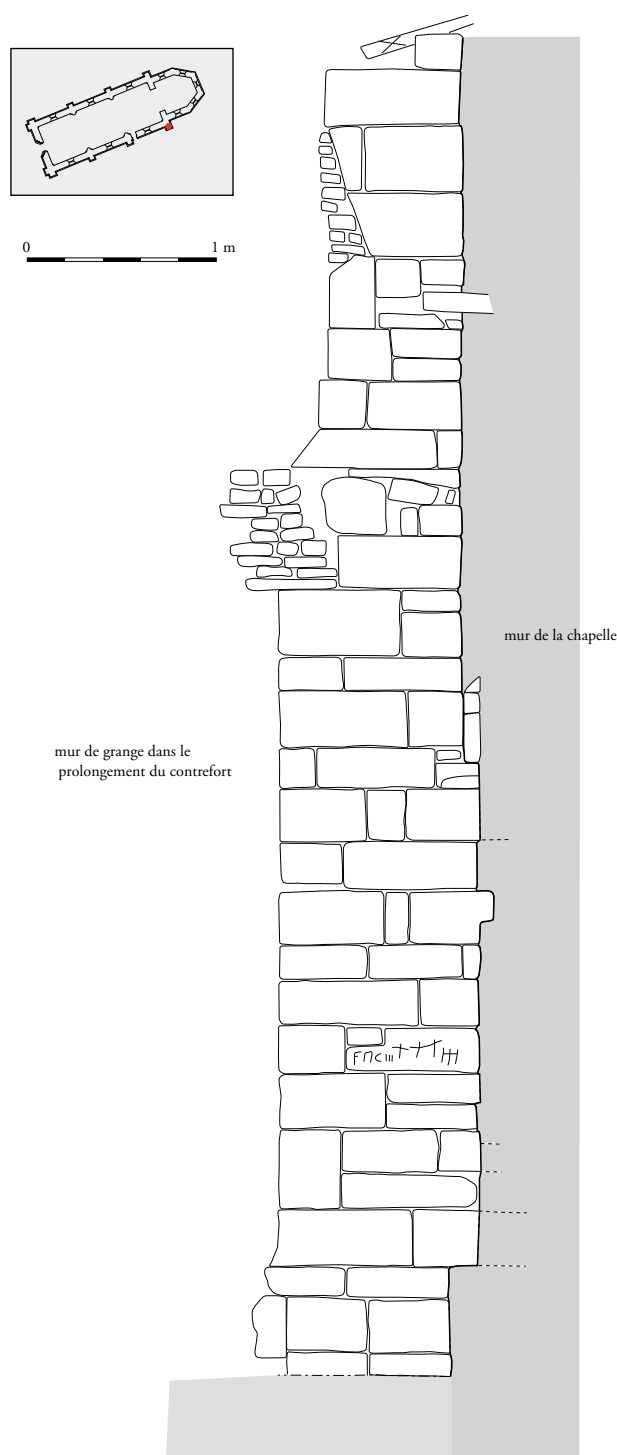 0 1 m
mur de la chapelle
mur de grange dans le
prolongement du contrefort